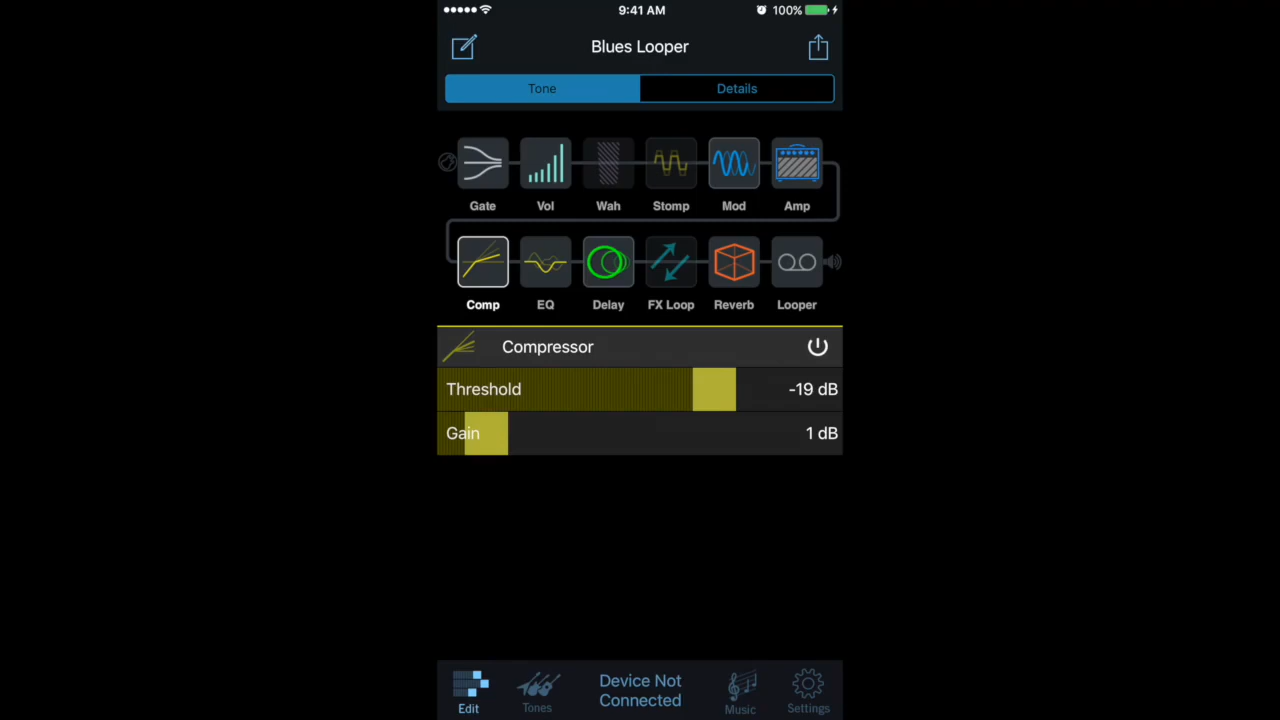 9:41 AM 100%
Blues Looper
Tone Details
Gate Vol Wah Stomp Mod Amp
Comp EQ Delay FX Loop Reverb Looper
Compressor
Threshold -19 dB
Gain 1 dB
Edit Tones Device Not Connected Music Settings